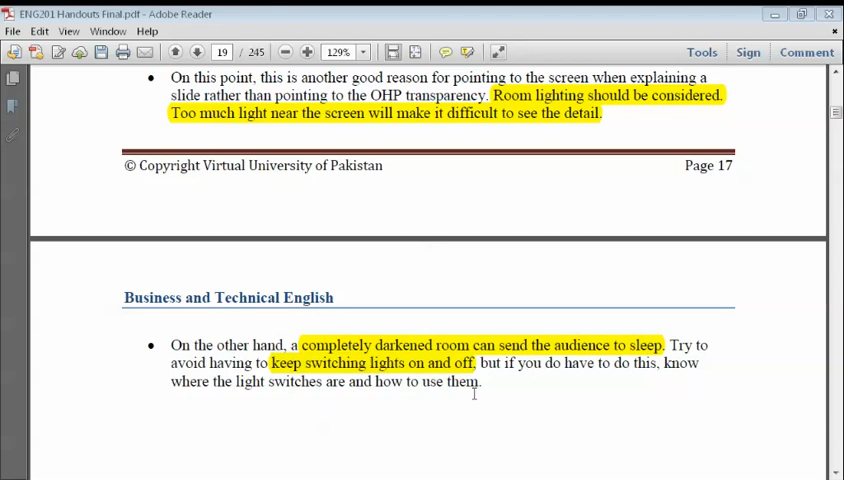 ENG201 Handouts Final.pdf - Adobe Reader
File Edit View Window Help
19 / 245 129% Tools Sign Comment
• On this point, this is another good reason for pointing to the screen when explaining a
slide rather than pointing to the OHP transparency. Room lighting should be considered.
Too much light near the screen will make it difficult to see the detail.
© Copyright Virtual University of Pakistan Page 17
Business and Technical English
• On the other hand, a completely darkened room can send the audience to sleep. Try to
avoid having to keep switching lights on and off, but if you do have to do this, know
where the light switches are and how to use them.